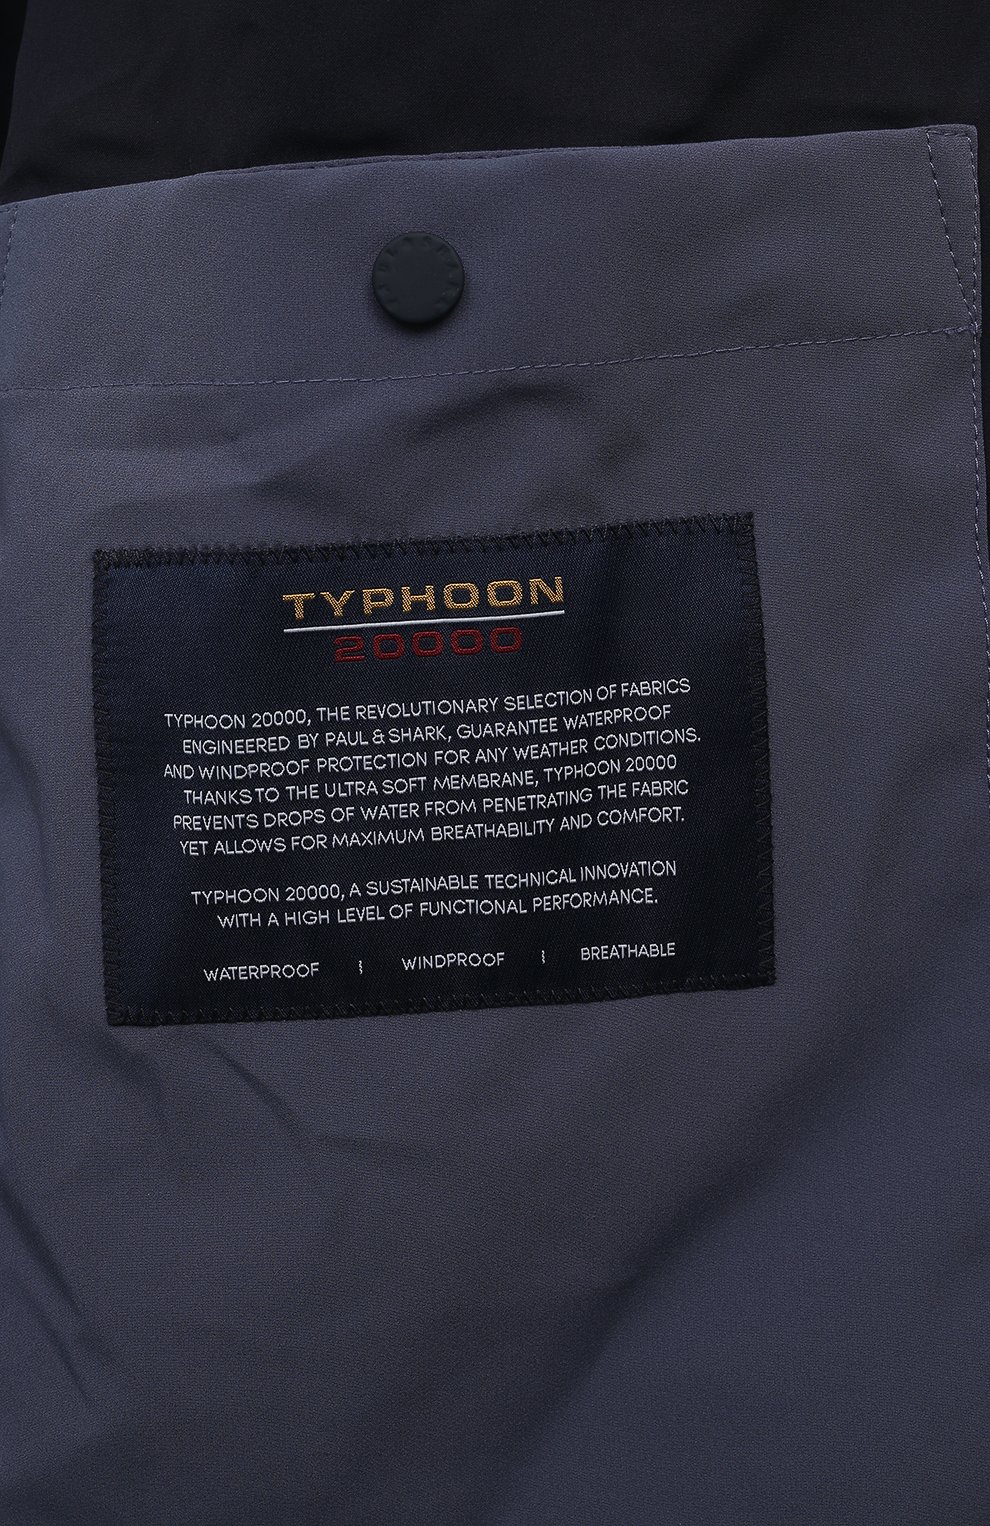 TYPHOON
20000
TYPHOON 20000, THE REVOLUTIONARY SELECTION OF FABRICS
ENGINEERED BY PAUL & SHARK, GUARANTEE WATERPROOF
AND WINDPROOF PROTECTION FOR ANY WEATHER CONDITIONS.
THANKS TO THE ULTRA SOFT MEMBRANE, TYPHOON 20000
PREVENTS DROPS OF WATER FROM PENETRATING THE FABRIC
YET ALLOWS FOR MAXIMUM BREATHABILITY AND COMFORT.
TYPHOON 20000, A SUSTAINABLE TECHNICAL INNOVATION
WITH A HIGH LEVEL OF FUNCTIONAL PERFORMANCE.
WATERPROOF WINDPROOF BREATHABLE